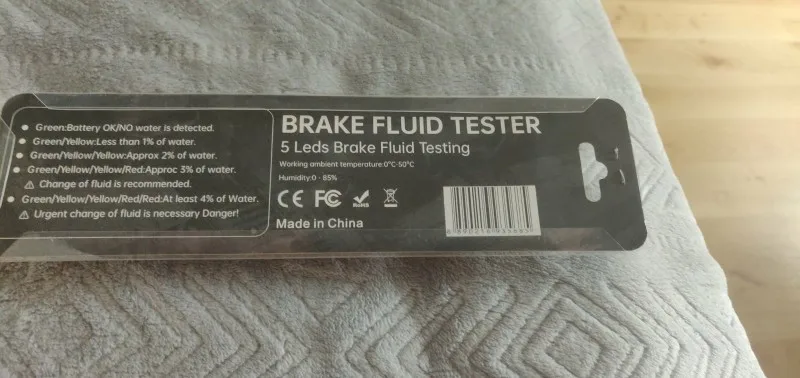 Green:Battery OK/NO water is detected.
Green/Yellow:Less than 1% of water.
Green/Yellow/Yellow:Approx 2% of water.
Green/Yellow/Yellow/Red:Approc 3% of water.
Change of fluid is recommended.
Green/Yellow/Yellow/Red/Red:At least 4% of Water.
Urgent change of fluid is necessary Danger!
BRAKE FLUID TESTER
5 Leds Brake Fluid Testing
Working ambient temperature:0°C-50°C
Humidity:0 - 85%
CE FC RoHS
Made in China